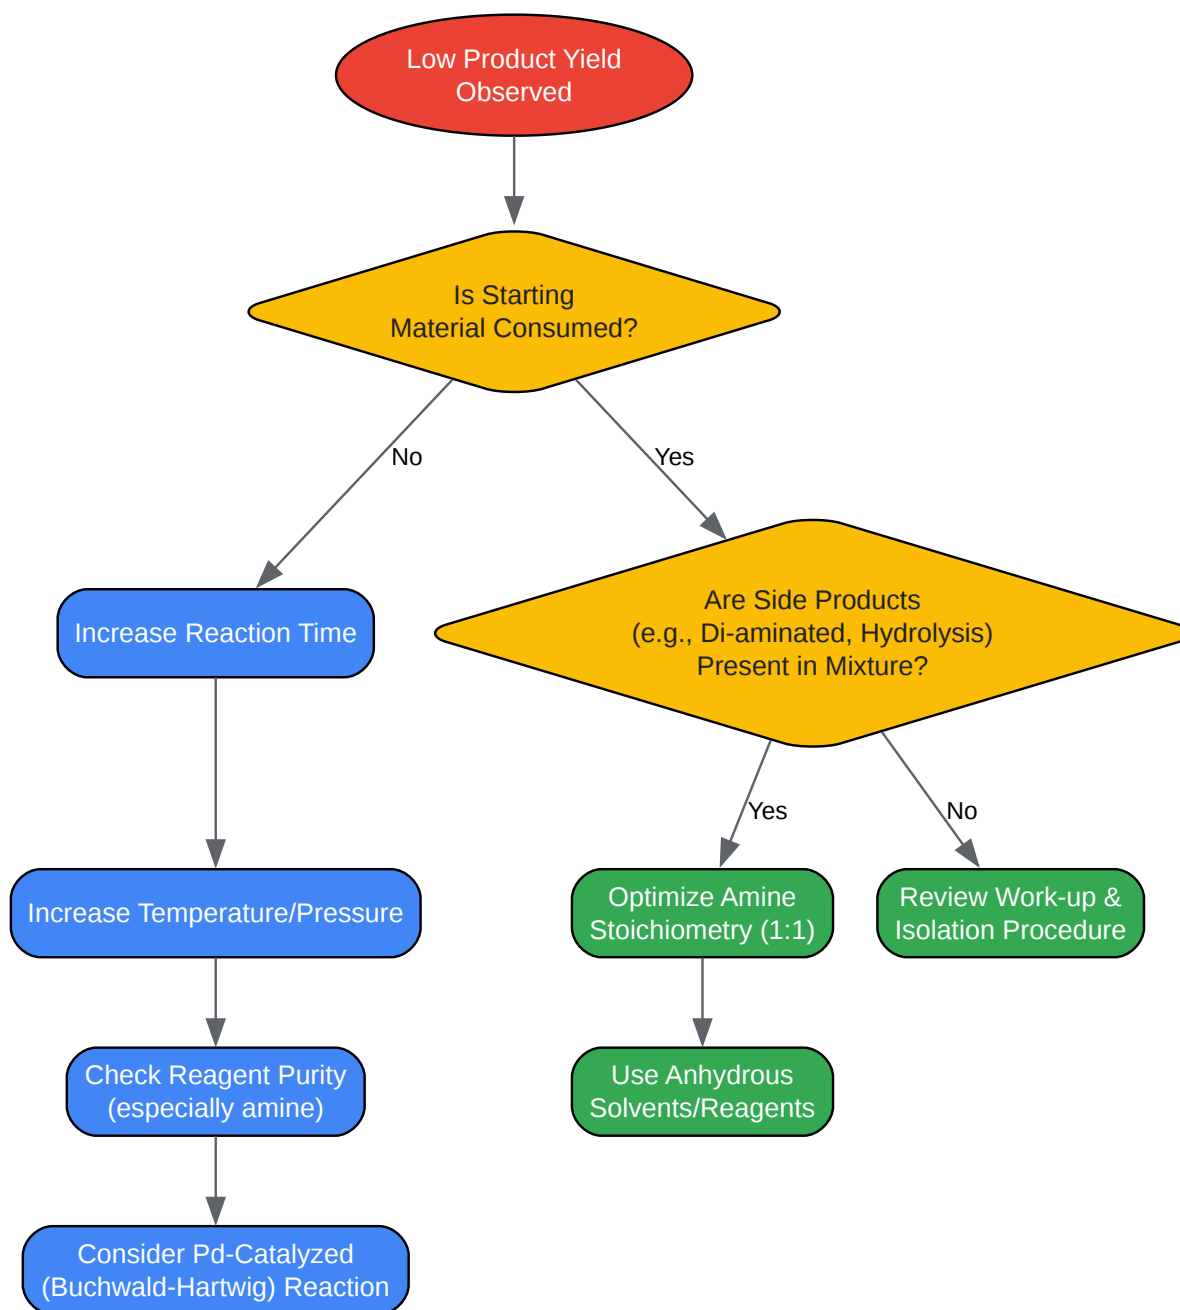 Low Product Yield
Observed
Is Starting
Material Consumed?
No
Yes
Increase Reaction Time
Are Side Products
(e.g., Di-aminated, Hydrolysis)
Present in Mixture?
Yes
No
Increase Temperature/Pressure
Optimize Amine
Stoichiometry (1:1)
Review Work-up &
Isolation Procedure
Check Reagent Purity
(especially amine)
Use Anhydrous
Solvents/Reagents
Consider Pd-Catalyzed
(Buchwald-Hartwig) Reaction